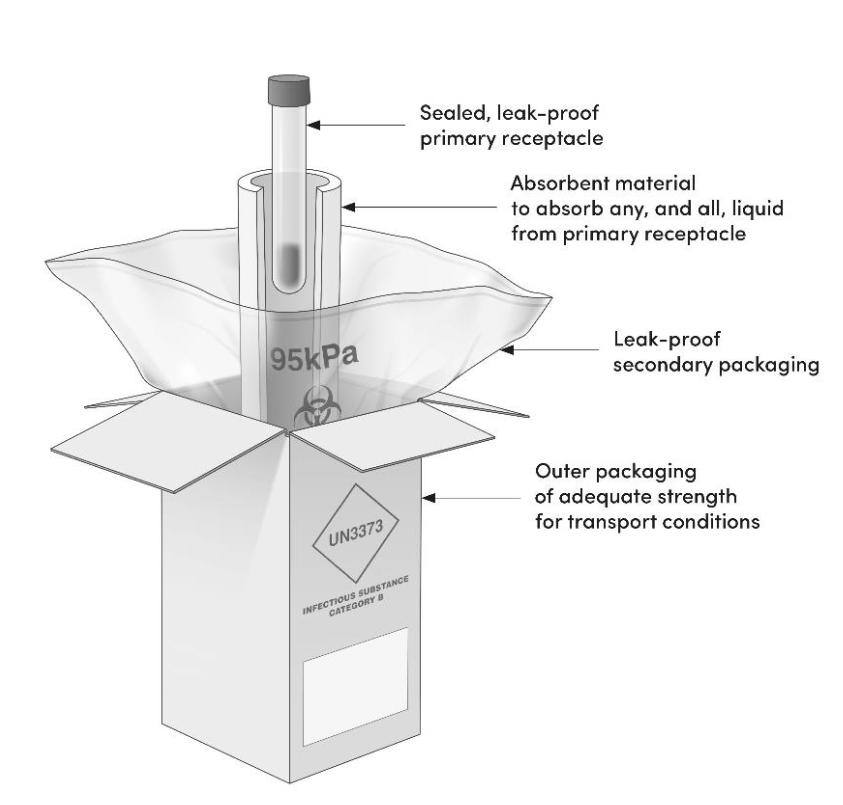 Sealed, leak-proof
primary receptacle
Absorbent material
to absorb any, and all, liquid
from primary receptacle
95kPa
Leak-proof
secondary packaging
Outer packaging
of adequate strength
for transport conditions
UN3373
INFECTIOUS SUBSTANCE
CATEGORY B